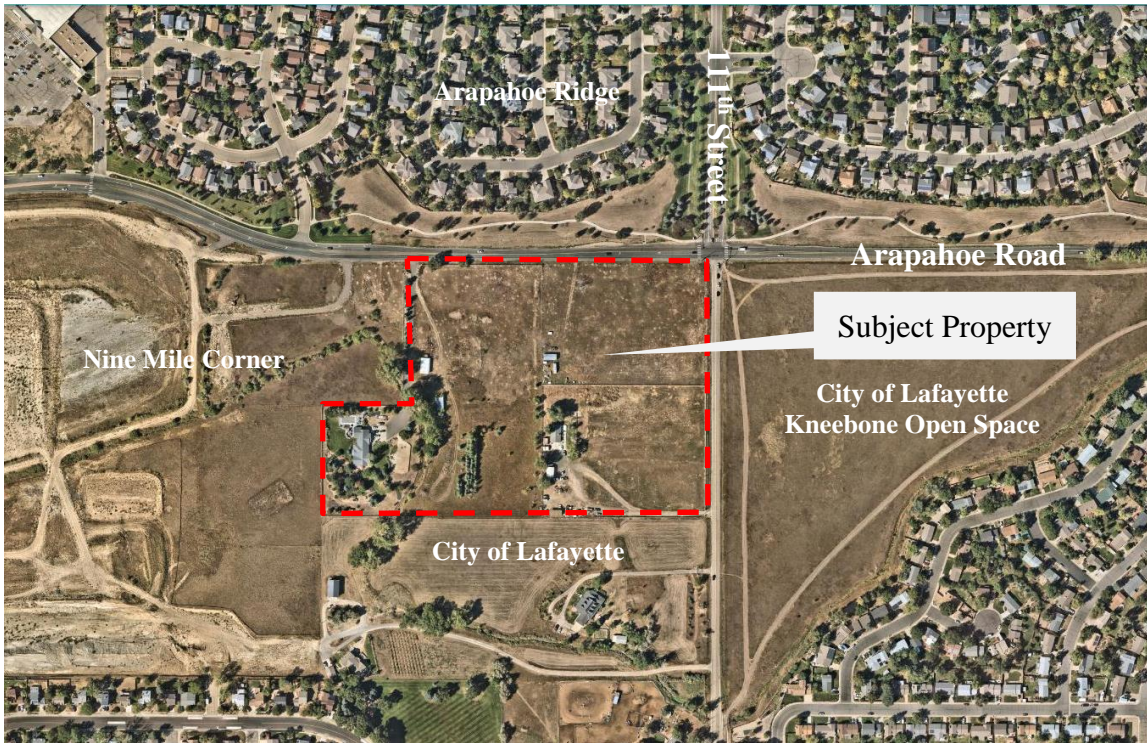 Arapahoe Ridge
111th Street
Arapahoe Road
Subject Property
Nine Mile Corner
City of Lafayette
Kneebone Open Space
City of Lafayette